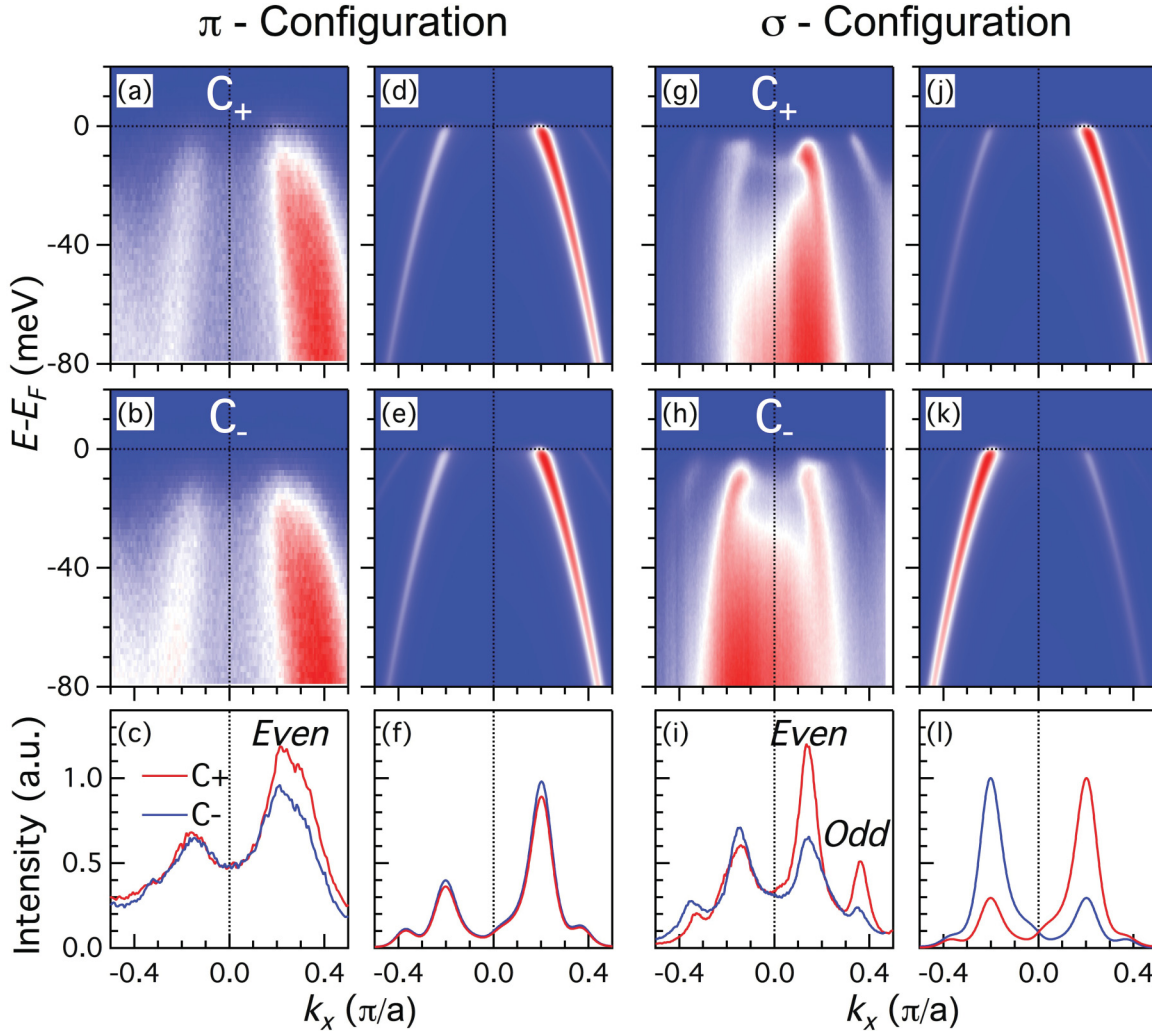 π - Configuration
σ - Configuration
(a)
C+
(d)
(g)
C+
(j)
0
-40
-80
(b)
C-
(e)
(h)
C-
(k)
0
-40
-80
E-EF (meV)
(c)
Even
C+
C-
(f)
(i)
Even
Odd
(l)
1.0
0.5
0.0
Intensity (a.u.)
-0.4 0.0 0.4 -0.4 0.0 0.4 -0.4 0.0 0.4 -0.4 0.0 0.4
kx (π/a)
kx (π/a)